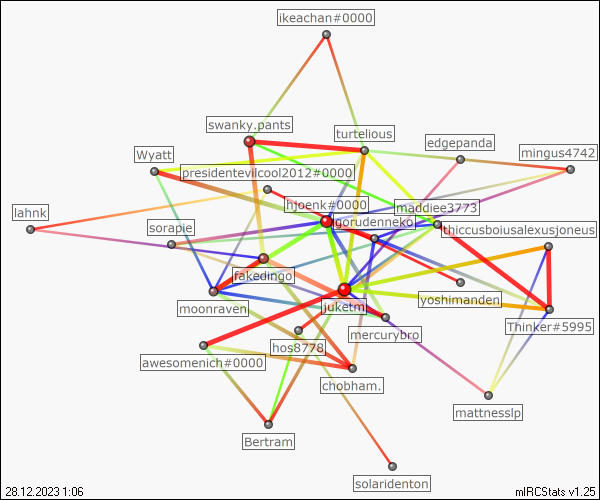 ikeachan#0000
swanky.pants
turtelious
edgepanda
Wyatt
mingus4742
presidentevilcool2012#0000
hjoenk#0000
maddiee3773
lahnk
sorapie
goudenneko
thiccusboiusalexusjoneus
fakedingo
moonraven
juketm
yoshimanden
Thinker#5995
mercurybro
hos8778
awesomenich#0000
chobham.
mattnesslp
Bertram
solaridenton
28.12.2023 1:06
mIRCStats v1.25